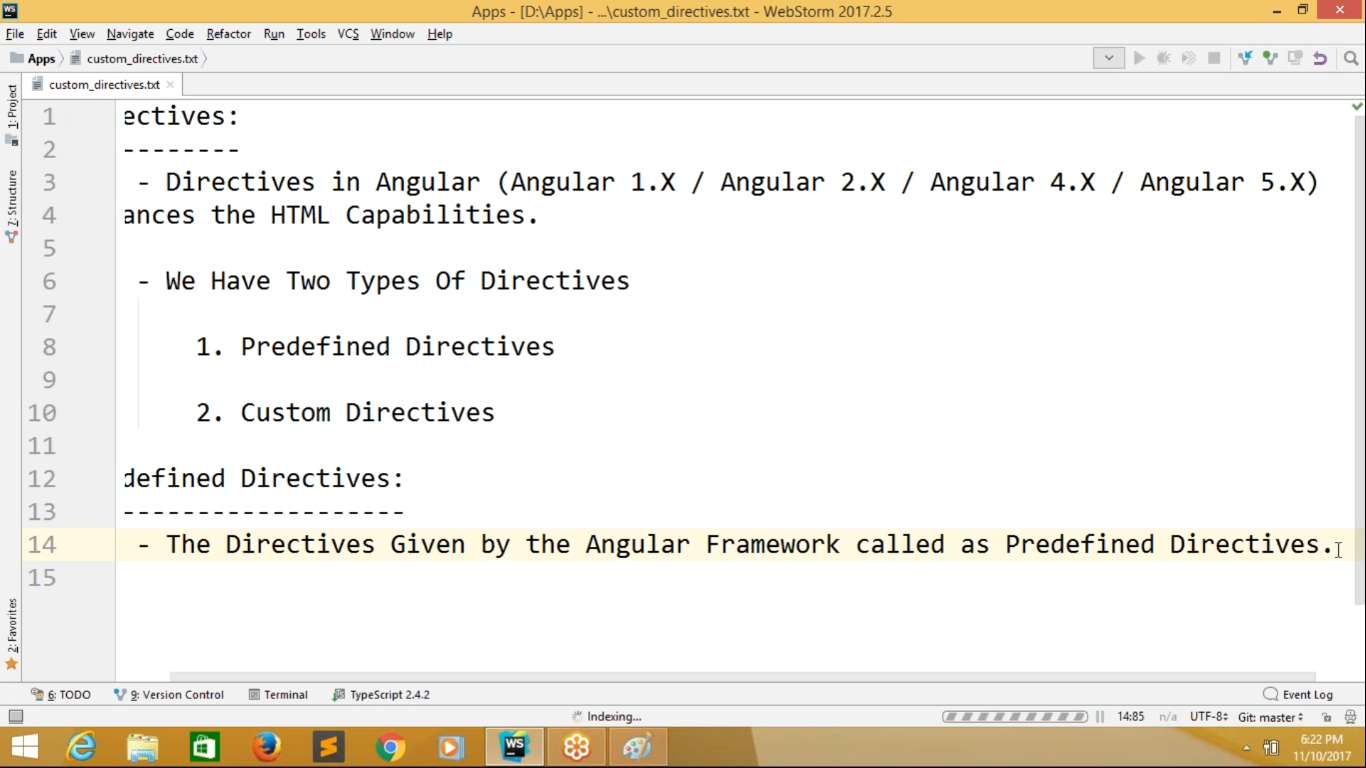 WS
Apps - [D:\Apps] - ...\custom_directives.txt - WebStorm 2017.2.5
File Edit View Navigate Code Refactor Run Tools VCS Window Help
Apps custom_directives.txt
custom_directives.txt
1: Project
7: Structure
2: Favorites
1 ectives:
2 --------
3 - Directives in Angular (Angular 1.X / Angular 2.X / Angular 4.X / Angular 5.X)
4 ances the HTML Capabilities.
5
6 - We Have Two Types Of Directives
7
8 1. Predefined Directives
9
10 2. Custom Directives
11
12 defined Directives:
13 -------------------
14 - The Directives Given by the Angular Framework called as Predefined Directives.
15
6: TODO 9: Version Control Terminal TypeScript 2.4.2 Event Log
Indexing... 14:85 n/a UTF-8 Git: master
WS
6:22 PM
11/10/2017